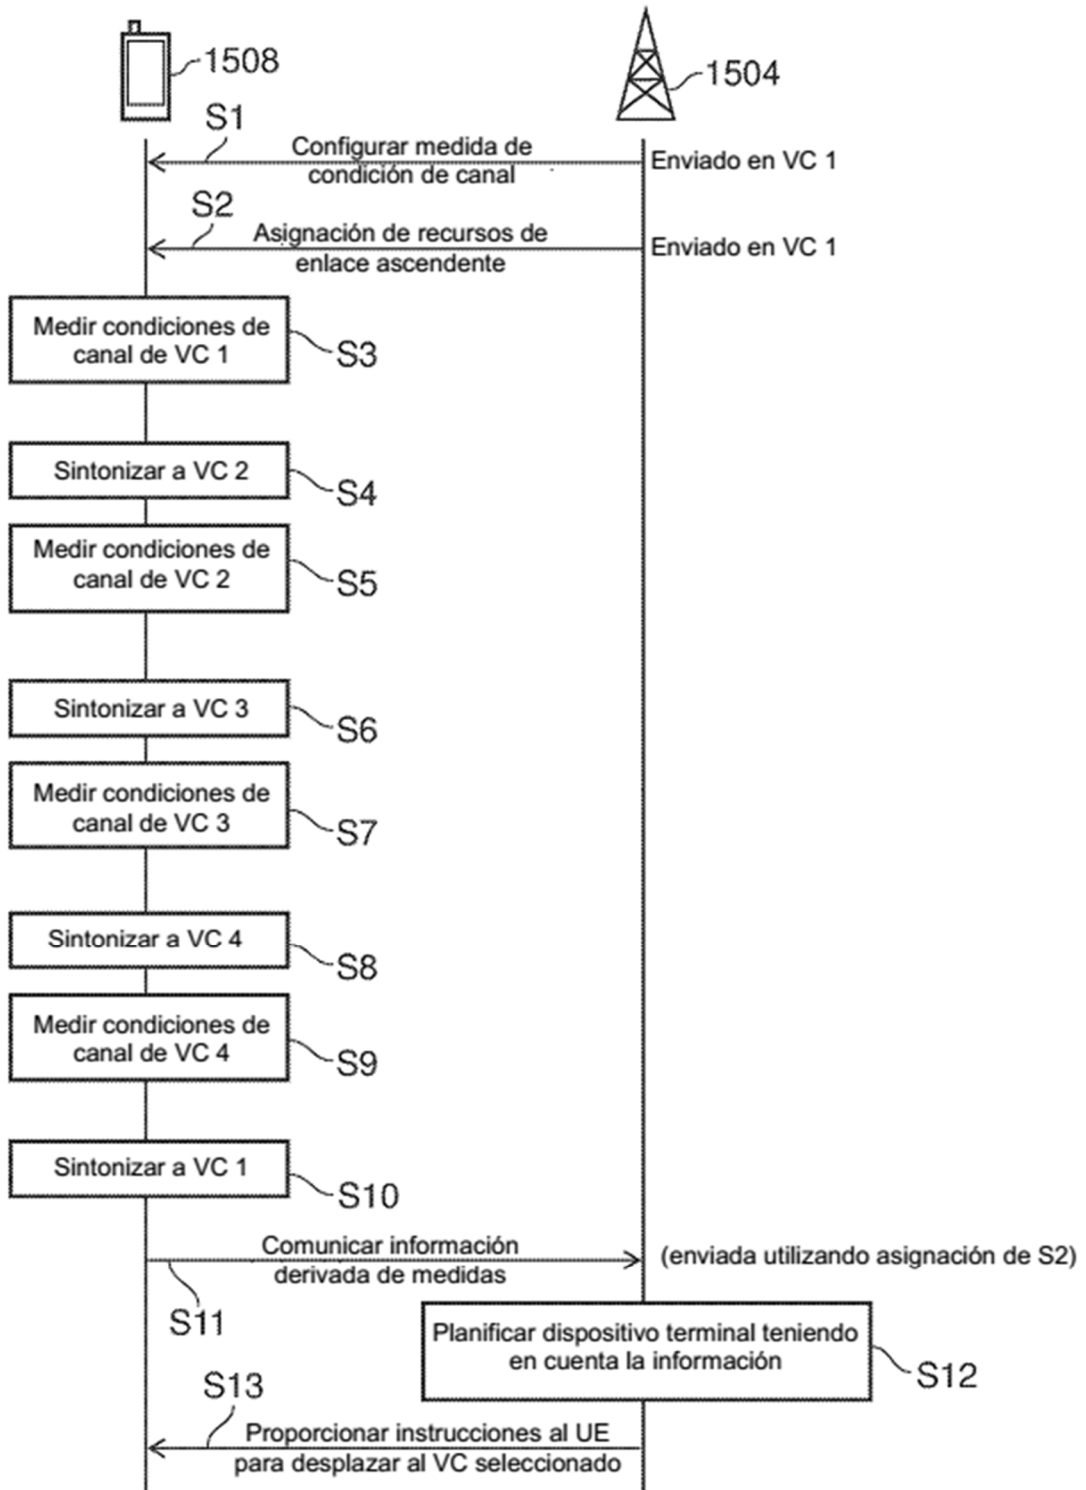 1508
1504
S1
Configurar medida de
condición de canal
Enviado en VC 1
S2
Asignación de recursos de
enlace ascendente
Enviado en VC 1
Medir condiciones de
canal de VC 1
S3
Sintonizar a VC 2
S4
Medir condiciones de
canal de VC 2
S5
Sintonizar a VC 3
S6
Medir condiciones de
canal de VC 3
S7
Sintonizar a VC 4
S8
Medir condiciones de
canal de VC 4
S9
Sintonizar a VC 1
S10
Comunicar información
derivada de medidas
(enviada utilizando asignación de S2)
S11
Planificar dispositivo terminal teniendo
en cuenta la información
S12
S13
Proporcionar instrucciones al UE
para desplazar al VC seleccionado